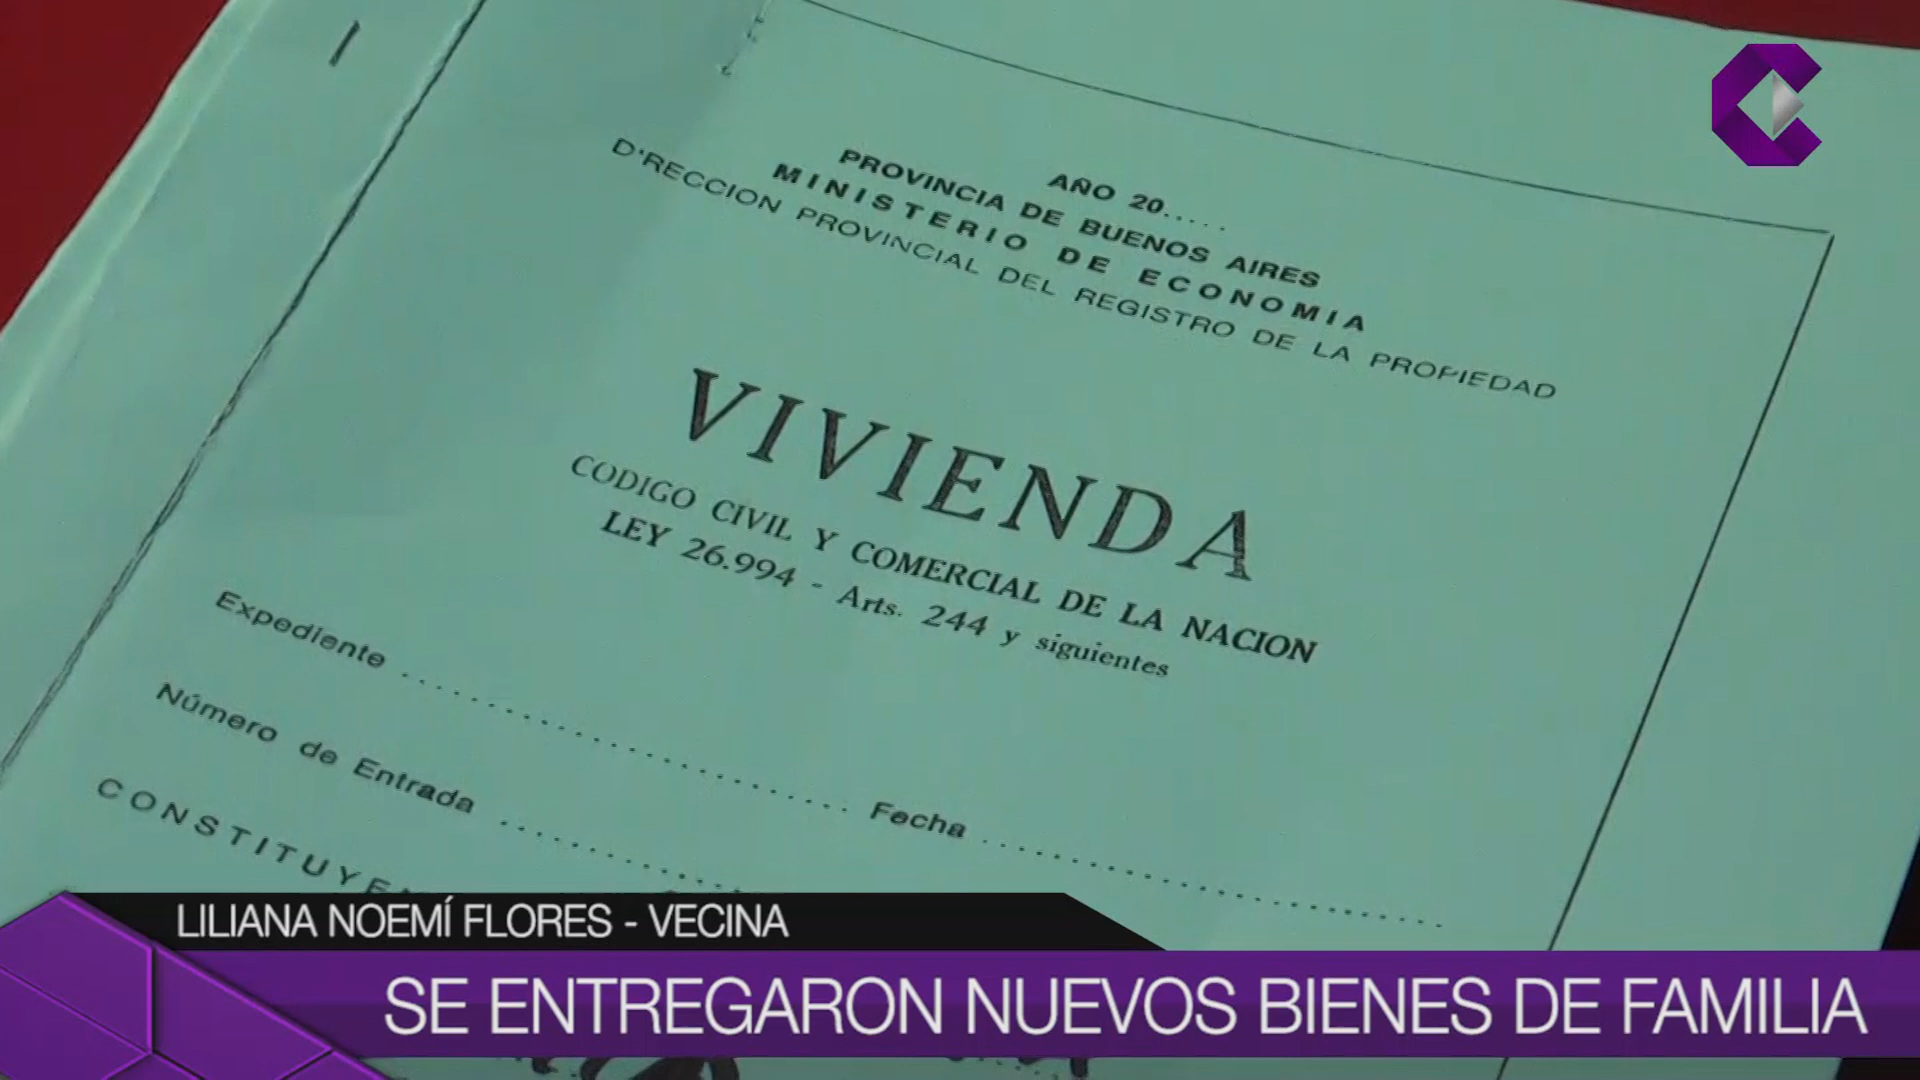 AÑO 20.....
PROVINCIA DE BUENOS AIRES
MINISTERIO DE ECONOMIA
D'RECCION PROVINCIAL DEL REGISTRO DE LA PROPIEDAD
VIVIENDA
CODIGO CIVIL Y COMERCIAL DE LA NACION
LEY 26.994 - Arts. 244 y siguientes
Expediente .......... Fecha ..........
Número de Entrada ..........
LILIANA NOEMÍ FLORES - VECINA
SE ENTREGARON NUEVOS BIENES DE FAMILIA